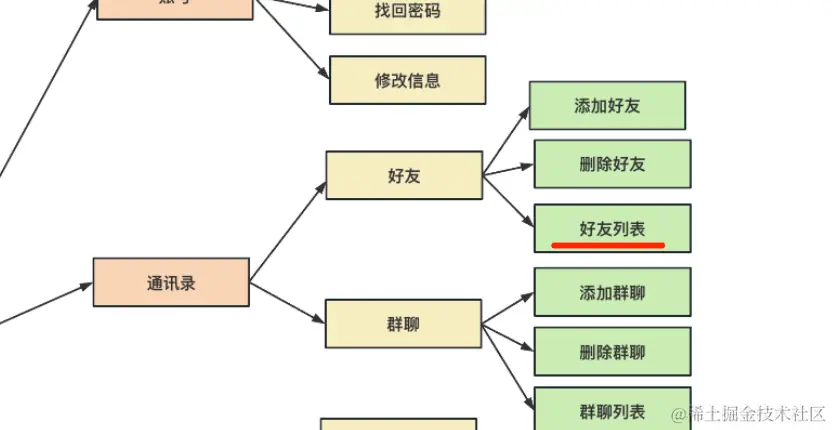 找回密码
修改信息
添加好友
删除好友
好友
好友列表
通讯录
添加群聊
群聊
删除群聊
群聊列表
@稀土掘金技术社区